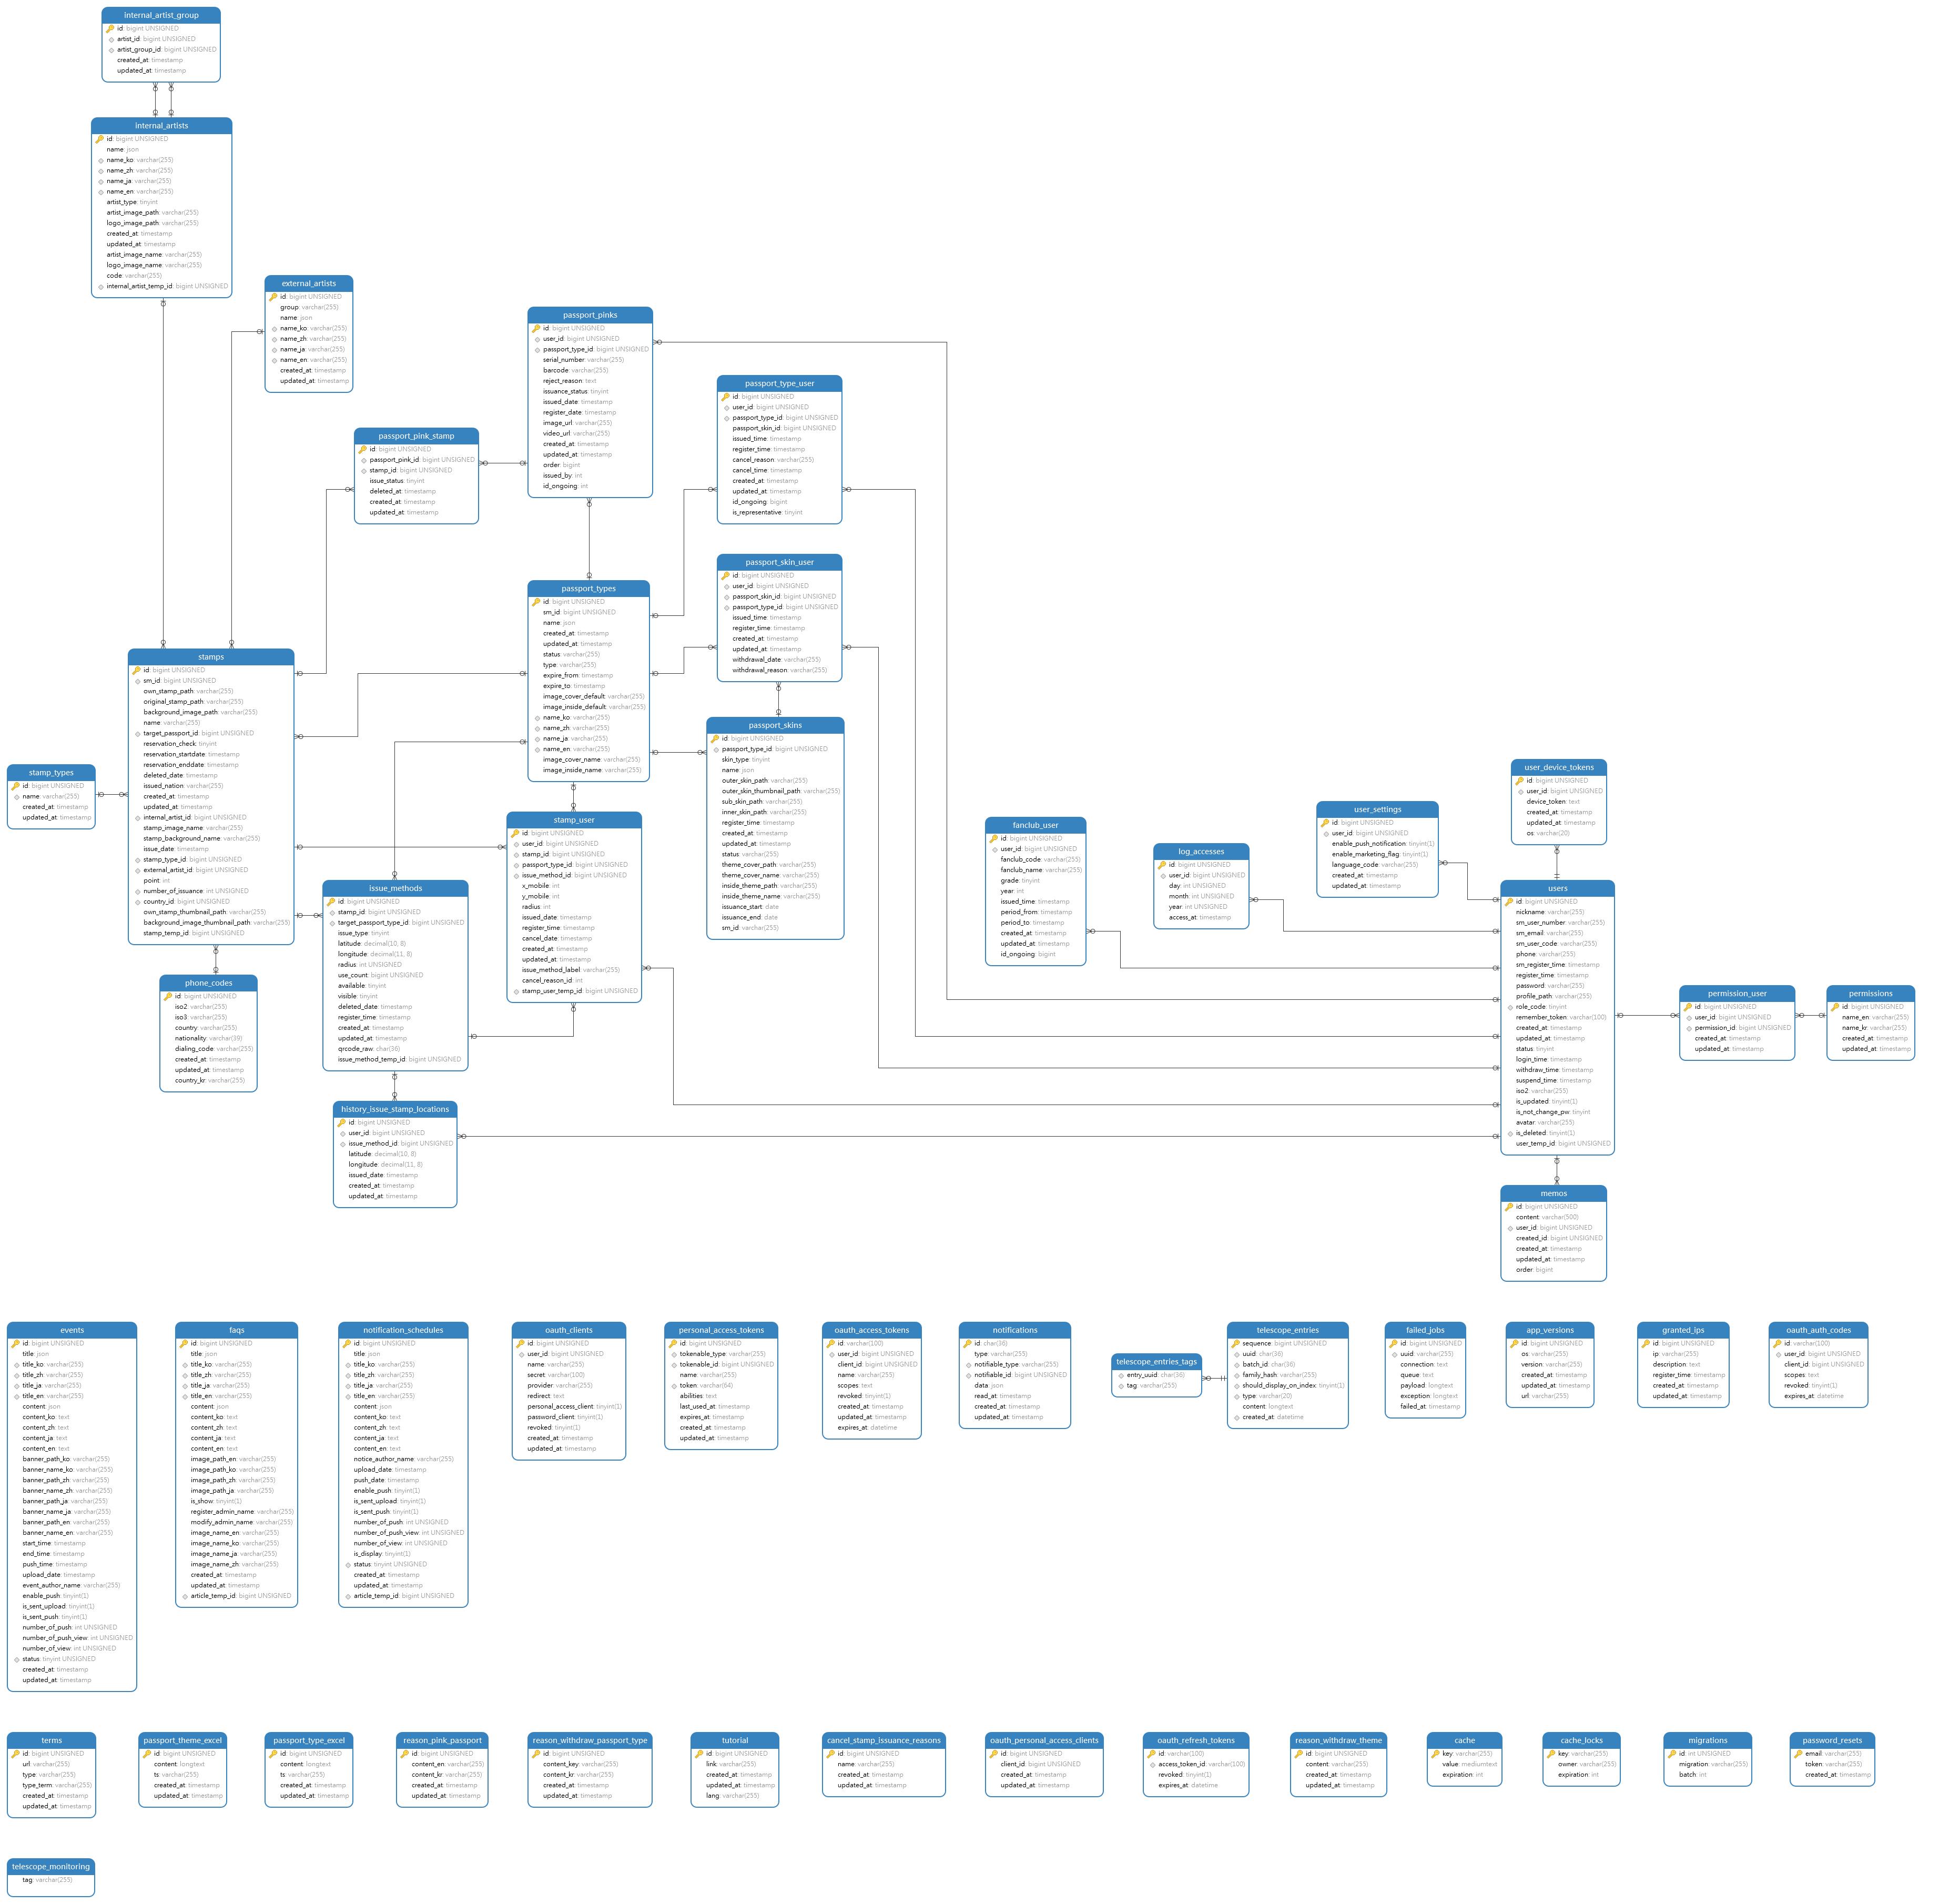 internal_artist_group
id: bigint UNSIGNED
artist_id: bigint UNSIGNED
artist_group_id: bigint UNSIGNED
created_at: timestamp
updated_at: timestamp
internal_artists
id: bigint UNSIGNED
name: json
name_ko: varchar(255)
name_zh: varchar(255)
name_ja: varchar(255)
name_en: varchar(255)
artist_type: tinyint
artist_image_path: varchar(255)
logo_image_path: varchar(255)
created_at: timestamp
updated_at: timestamp
artist_image_name: varchar(255)
logo_image_name: varchar(255)
code: varchar(255)
internal_artist_temp_id: bigint UNSIGNED
external_artists
id: bigint UNSIGNED
group: varchar(255)
name: json
name_ko: varchar(255)
name_zh: varchar(255)
name_ja: varchar(255)
name_en: varchar(255)
created_at: timestamp
updated_at: timestamp
passport_pinks
id: bigint UNSIGNED
user_id: bigint UNSIGNED
passport_type_id: bigint UNSIGNED
serial_number: varchar(255)
barcode: varchar(255)
reject_reason: text
issuance_status: tinyint
issued_date: timestamp
register_date: timestamp
image_url: varchar(255)
video_url: varchar(255)
created_at: timestamp
updated_at: timestamp
order: bigint
issued_by: int
id_ongoing: int
passport_type_user
id: bigint UNSIGNED
user_id: bigint UNSIGNED
passport_type_id: bigint UNSIGNED
passport_skin_id: bigint UNSIGNED
issued_time: timestamp
register_time: timestamp
cancel_reason: varchar(255)
cancel_time: timestamp
created_at: timestamp
updated_at: timestamp
id_ongoing: bigint
is_representative: tinyint
passport_pink_stamp
id: bigint UNSIGNED
passport_pink_id: bigint UNSIGNED
stamp_id: bigint UNSIGNED
issue_status: tinyint
deleted_at: timestamp
created_at: timestamp
updated_at: timestamp
passport_skin_user
id: bigint UNSIGNED
user_id: bigint UNSIGNED
passport_skin_id: bigint UNSIGNED
passport_type_id: bigint UNSIGNED
issued_time: timestamp
register_time: timestamp
created_at: timestamp
updated_at: timestamp
withdrawal_date: varchar(255)
withdrawal_reason: varchar(255)
passport_types
id: bigint UNSIGNED
sm_id: bigint UNSIGNED
name: json
created_at: timestamp
updated_at: timestamp
status: varchar(255)
type: varchar(255)
expire_from: timestamp
expire_to: timestamp
image_cover_default: varchar(255)
image_inside_default: varchar(255)
name_ko: varchar(255)
name_zh: varchar(255)
name_ja: varchar(255)
name_en: varchar(255)
image_cover_name: varchar(255)
image_inside_name: varchar(255)
stamps
id: bigint UNSIGNED
sm_id: bigint UNSIGNED
own_stamp_path: varchar(255)
original_stamp_path: varchar(255)
background_image_path: varchar(255)
name: varchar(255)
target_passport_id: bigint UNSIGNED
reservation_check: tinyint
reservation_startdate: timestamp
reservation_enddate: timestamp
deleted_date: timestamp
issued_nation: varchar(255)
created_at: timestamp
updated_at: timestamp
internal_artist_id: bigint UNSIGNED
stamp_image_name: varchar(255)
stamp_background_name: varchar(255)
issue_date: timestamp
stamp_type_id: bigint UNSIGNED
external_artist_id: bigint UNSIGNED
point: int
number_of_issuance: int UNSIGNED
country_id: bigint UNSIGNED
own_stamp_thumbnail_path: varchar(255)
background_image_thumbnail_path: varchar(255)
stamp_temp_id: bigint UNSIGNED
stamp_types
id: bigint UNSIGNED
name: varchar(255)
created_at: timestamp
updated_at: timestamp
passport_skins
id: bigint UNSIGNED
passport_type_id: bigint UNSIGNED
skin_type: tinyint
name: json
outer_skin_path: varchar(255)
outer_skin_thumbnail_path: varchar(255)
sub_skin_path: varchar(255)
inner_skin_path: varchar(255)
register_time: timestamp
created_at: timestamp
updated_at: timestamp
status: varchar(255)
theme_cover_path: varchar(255)
theme_cover_name: varchar(255)
inside_theme_path: varchar(255)
inside_theme_name: varchar(255)
issuance_start: date
issuance_end: date
sm_id: varchar(255)
stamp_user
id: bigint UNSIGNED
user_id: bigint UNSIGNED
stamp_id: bigint UNSIGNED
passport_type_id: bigint UNSIGNED
issue_method_id: bigint UNSIGNED
x_mobile: int
y_mobile: int
radius: int
issued_date: timestamp
register_time: timestamp
cancel_date: timestamp
created_at: timestamp
updated_at: timestamp
issue_method_label: varchar(255)
cancel_reason_id: int
stamp_user_temp_id: bigint UNSIGNED
issue_methods
id: bigint UNSIGNED
stamp_id: bigint UNSIGNED
target_passport_type_id: bigint UNSIGNED
issue_type: tinyint
latitude: decimal(10, 8)
longitude: decimal(11, 8)
radius: int UNSIGNED
use_count: bigint UNSIGNED
available: tinyint
visible: tinyint
deleted_date: timestamp
register_time: timestamp
created_at: timestamp
updated_at: timestamp
qrcode_raw: char(36)
issue_method_temp_id: bigint UNSIGNED
phone_codes
id: bigint UNSIGNED
iso2: varchar(255)
iso3: varchar(255)
country: varchar(255)
nationality: varchar(39)
dialing_code: varchar(255)
created_at: timestamp
updated_at: timestamp
country_kr: varchar(255)
history_issue_stamp_locations
id: bigint UNSIGNED
user_id: bigint UNSIGNED
issue_method_id: bigint UNSIGNED
latitude: decimal(10, 8)
longitude: decimal(11, 8)
issued_date: timestamp
created_at: timestamp
updated_at: timestamp
fanclub_user
id: bigint UNSIGNED
user_id: bigint UNSIGNED
fanclub_code: varchar(255)
fanclub_name: varchar(255)
grade: tinyint
year: int
issued_time: timestamp
period_from: timestamp
period_to: timestamp
created_at: timestamp
updated_at: timestamp
id_ongoing: bigint
log_accesses
id: bigint UNSIGNED
user_id: bigint UNSIGNED
day: int UNSIGNED
month: int UNSIGNED
year: int UNSIGNED
access_at: timestamp
user_settings
id: bigint UNSIGNED
user_id: bigint UNSIGNED
enable_push_notification: tinyint(1)
enable_marketing_flag: tinyint(1)
language_code: varchar(255)
created_at: timestamp
updated_at: timestamp
user_device_tokens
id: bigint UNSIGNED
user_id: bigint UNSIGNED
device_token: text
created_at: timestamp
updated_at: timestamp
os: varchar(20)
users
id: bigint UNSIGNED
nickname: varchar(255)
sm_user_number: varchar(255)
sm_email: varchar(255)
sm_user_code: varchar(255)
phone: varchar(255)
sm_register_time: timestamp
register_time: timestamp
password: varchar(255)
profile_path: varchar(255)
role_code: tinyint
remember_token: varchar(100)
created_at: timestamp
updated_at: timestamp
status: tinyint
login_time: timestamp
withdraw_time: timestamp
suspend_time: timestamp
iso2: varchar(255)
is_updated: tinyint(1)
is_not_change_pw: tinyint
avatar: varchar(255)
is_deleted: tinyint(1)
user_temp_id: bigint UNSIGNED
permission_user
id: bigint UNSIGNED
user_id: bigint UNSIGNED
permission_id: bigint UNSIGNED
created_at: timestamp
updated_at: timestamp
permissions
id: bigint UNSIGNED
name_en: varchar(255)
name_kr: varchar(255)
created_at: timestamp
updated_at: timestamp
memos
id: bigint UNSIGNED
content: varchar(500)
user_id: bigint UNSIGNED
created_id: bigint UNSIGNED
created_at: timestamp
updated_at: timestamp
order: bigint
events
id: bigint UNSIGNED
title: json
title_ko: varchar(255)
title_zh: varchar(255)
title_ja: varchar(255)
title_en: varchar(255)
content: json
content_ko: text
content_zh: text
content_ja: text
content_en: text
banner_path_ko: varchar(255)
banner_name_ko: varchar(255)
banner_path_zh: varchar(255)
banner_name_zh: varchar(255)
banner_path_ja: varchar(255)
banner_name_ja: varchar(255)
banner_path_en: varchar(255)
banner_name_en: varchar(255)
start_time: timestamp
end_time: timestamp
push_time: timestamp
upload_date: timestamp
event_author_name: varchar(255)
enable_push: tinyint(1)
is_sent_upload: tinyint(1)
is_sent_push: tinyint(1)
number_of_push: int UNSIGNED
number_of_push_view: int UNSIGNED
number_of_view: int UNSIGNED
status: tinyint UNSIGNED
created_at: timestamp
updated_at: timestamp
faqs
id: bigint UNSIGNED
title: json
title_ko: varchar(255)
title_zh: varchar(255)
title_ja: varchar(255)
title_en: varchar(255)
content: json
content_ko: text
content_zh: text
content_ja: text
content_en: text
image_path_en: varchar(255)
image_path_ko: varchar(255)
image_path_zh: varchar(255)
image_path_ja: varchar(255)
is_show: tinyint(1)
register_admin_name: varchar(255)
modify_admin_name: varchar(255)
image_name_en: varchar(255)
image_name_ko: varchar(255)
image_name_ja: varchar(255)
image_name_zh: varchar(255)
created_at: timestamp
updated_at: timestamp
article_temp_id: bigint UNSIGNED
notification_schedules
id: bigint UNSIGNED
title: json
title_ko: varchar(255)
title_zh: varchar(255)
title_ja: varchar(255)
title_en: varchar(255)
content: json
content_ko: text
content_zh: text
content_ja: text
content_en: text
notice_author_name: varchar(255)
upload_date: timestamp
push_date: timestamp
enable_push: tinyint(1)
is_sent_upload: tinyint(1)
is_sent_push: tinyint(1)
number_of_push: int UNSIGNED
number_of_push_view: int UNSIGNED
number_of_view: int UNSIGNED
is_display: tinyint(1)
status: tinyint UNSIGNED
created_at: timestamp
updated_at: timestamp
article_temp_id: bigint UNSIGNED
oauth_clients
id: bigint UNSIGNED
user_id: bigint UNSIGNED
name: varchar(255)
secret: varchar(100)
provider: varchar(255)
redirect: text
personal_access_client: tinyint(1)
password_client: tinyint(1)
revoked: tinyint(1)
created_at: timestamp
updated_at: timestamp
personal_access_tokens
id: bigint UNSIGNED
tokenable_type: varchar(255)
tokenable_id: bigint UNSIGNED
name: varchar(255)
token: varchar(64)
abilities: text
last_used_at: timestamp
expires_at: timestamp
created_at: timestamp
updated_at: timestamp
oauth_access_tokens
id: varchar(100)
user_id: bigint UNSIGNED
client_id: bigint UNSIGNED
name: varchar(255)
scopes: text
revoked: tinyint(1)
created_at: timestamp
updated_at: timestamp
expires_at: datetime
notifications
id: char(36)
type: varchar(255)
notifiable_type: varchar(255)
notifiable_id: bigint UNSIGNED
data: json
read_at: timestamp
created_at: timestamp
updated_at: timestamp
telescope_entries_tags
entry_uuid: char(36)
tag: varchar(255)
telescope_entries
sequence: bigint UNSIGNED
uuid: char(36)
batch_id: char(36)
family_hash: varchar(255)
should_display_on_index: tinyint(1)
type: varchar(20)
content: longtext
created_at: datetime
failed_jobs
id: bigint UNSIGNED
uuid: varchar(255)
connection: text
queue: text
payload: longtext
exception: longtext
failed_at: timestamp
app_versions
id: bigint UNSIGNED
os: varchar(255)
version: varchar(255)
created_at: timestamp
updated_at: timestamp
url: varchar(255)
granted_ips
id: bigint UNSIGNED
ip: varchar(255)
description: text
register_time: timestamp
created_at: timestamp
updated_at: timestamp
oauth_auth_codes
id: varchar(100)
user_id: bigint UNSIGNED
client_id: bigint UNSIGNED
scopes: text
revoked: tinyint(1)
expires_at: datetime
terms
id: bigint UNSIGNED
url: varchar(255)
type: varchar(255)
type_term: varchar(255)
created_at: timestamp
updated_at: timestamp
passport_theme_excel
id: bigint UNSIGNED
content: longtext
ts: varchar(255)
created_at: timestamp
updated_at: timestamp
passport_type_excel
id: bigint UNSIGNED
content: longtext
ts: varchar(255)
created_at: timestamp
updated_at: timestamp
reason_pink_passport
id: bigint UNSIGNED
content_en: varchar(255)
content_kr: varchar(255)
created_at: timestamp
updated_at: timestamp
reason_withdraw_passport_type
id: bigint UNSIGNED
content_key: varchar(255)
content_kr: varchar(255)
created_at: timestamp
updated_at: timestamp
tutorial
id: bigint UNSIGNED
link: varchar(255)
created_at: timestamp
updated_at: timestamp
lang: varchar(255)
cancel_stamp_issuance_reasons
id: bigint UNSIGNED
name: varchar(255)
created_at: timestamp
updated_at: timestamp
oauth_personal_access_clients
id: bigint UNSIGNED
client_id: bigint UNSIGNED
created_at: timestamp
updated_at: timestamp
oauth_refresh_tokens
id: varchar(100)
access_token_id: varchar(100)
revoked: tinyint(1)
expires_at: datetime
reason_withdraw_theme
id: bigint UNSIGNED
content: varchar(255)
created_at: timestamp
updated_at: timestamp
cache
key: varchar(255)
value: mediumtext
expiration: int
cache_locks
key: varchar(255)
owner: varchar(255)
expiration: int
migrations
id: int UNSIGNED
migration: varchar(255)
batch: int
password_resets
email: varchar(255)
token: varchar(255)
created_at: timestamp
telescope_monitoring
tag: varchar(255)